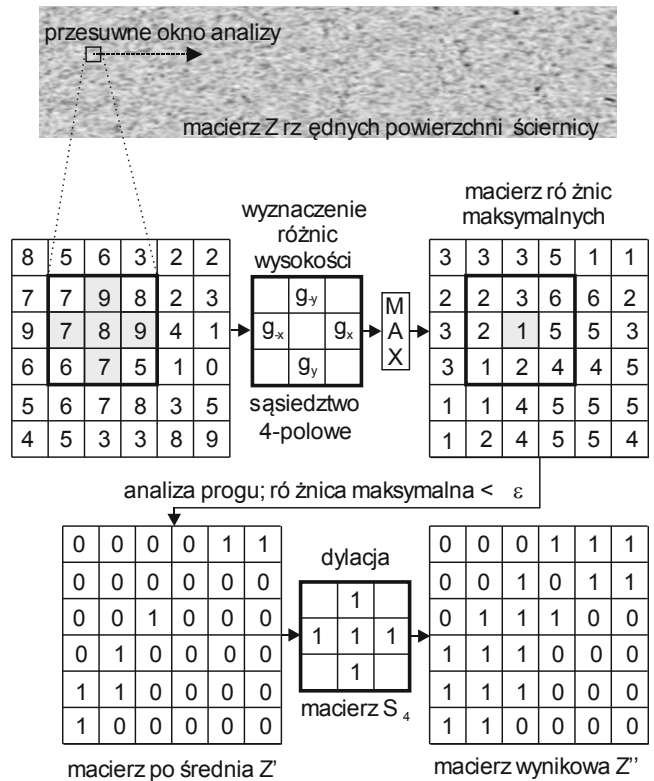 przesuwne okno analizy
macierz Z rz ędnych powierzchni ściernicy
wyznaczenie
różnic
wysokości
macierz ró żnic
maksymalnych
8 5 6 3 2 2
7 7 9 8 2 3
9 7 8 9 4 1
6 6 7 5 1 0
5 6 7 8 3 5
4 5 3 3 8 9
g-y
g-x gx
gy
sąsiedztwo
4-polowe
M
A
X
3 3 3 5 1 1
2 2 3 6 6 2
3 2 1 5 5 3
3 1 2 4 4 5
1 1 4 5 5 5
1 2 4 5 5 4
analiza progu; ró żnica maksymalna < ε
0 0 0 0 1 1
0 0 0 0 0 0
0 0 1 0 0 0
0 1 0 0 0 0
1 1 0 0 0 0
1 0 0 0 0 0
macierz po średnia Z'
dylacja
1
1 1 1
1
macierz S 4
0 0 0 1 1 1
0 0 1 0 1 1
0 1 1 1 0 0
1 1 1 0 0 0
1 1 1 0 0 0
1 1 0 0 0 0
macierz wynikowa Z''